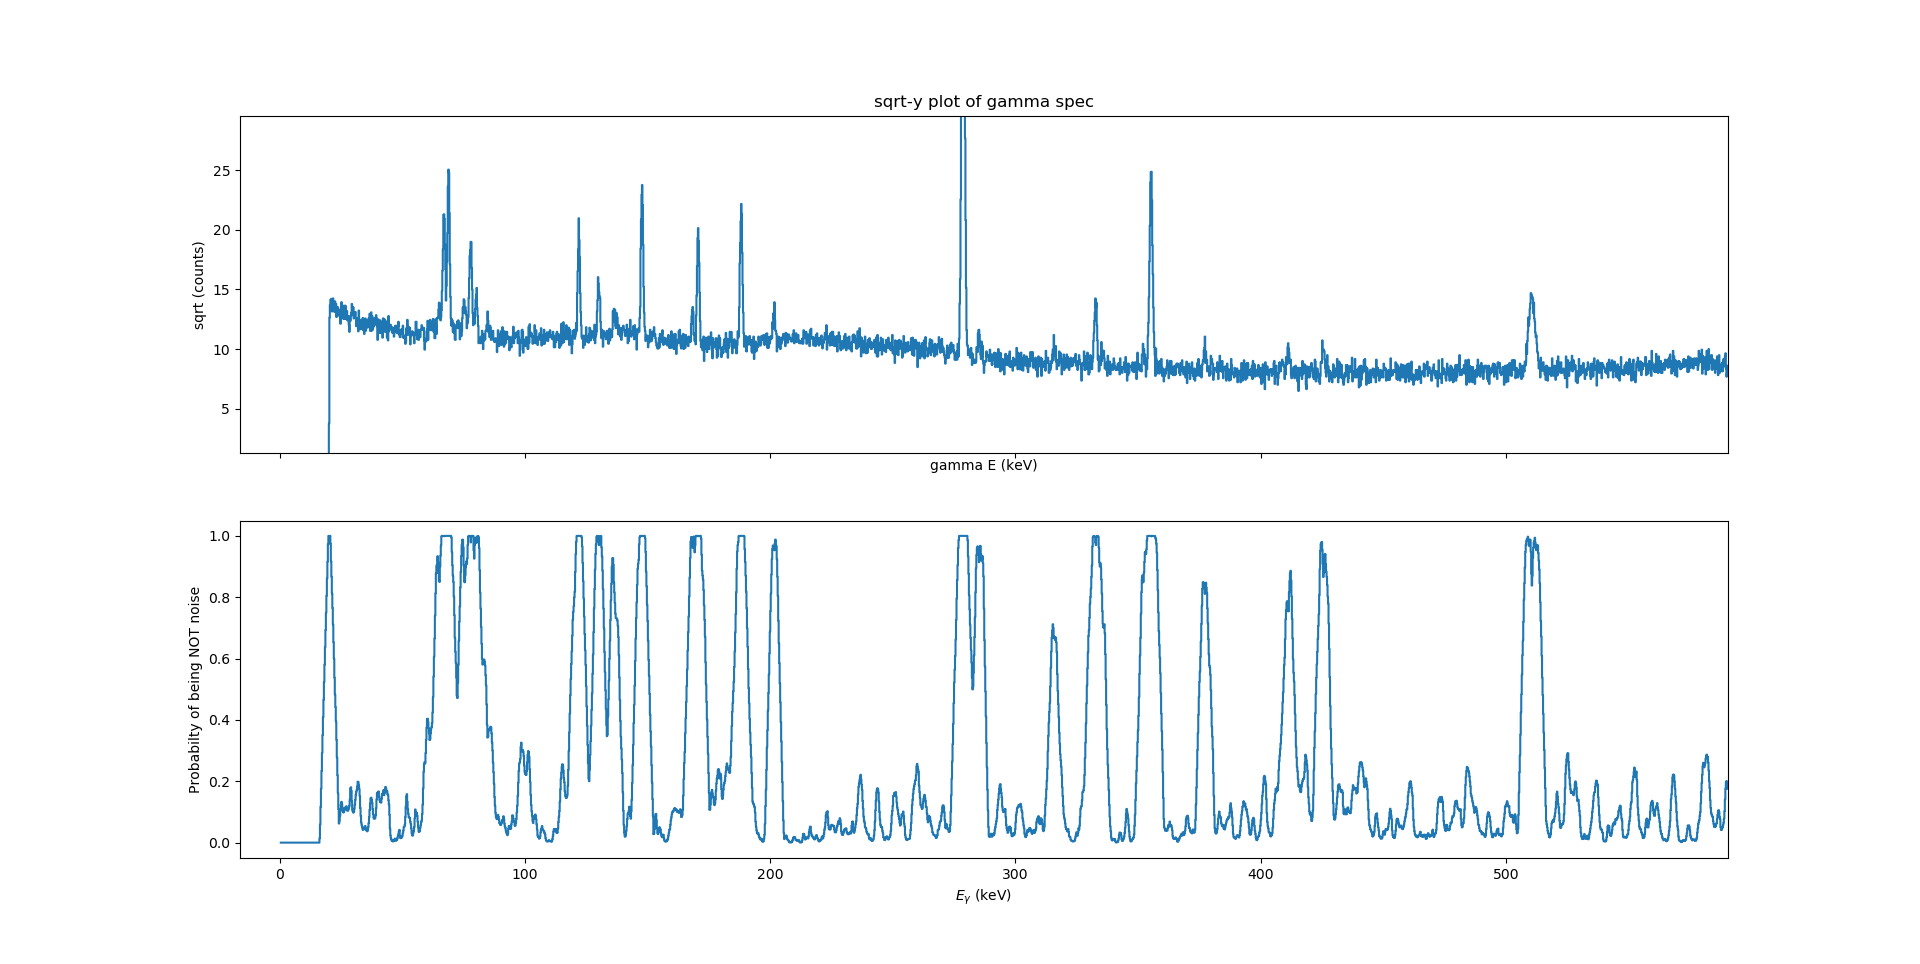 sqrt-y plot of gamma spec
sqrt (counts)
25
20
15
10
5
gamma E (keV)
Probabilty of being NOT noise
1.0
0.8
0.6
0.4
0.2
0.0
0 100 200 300 400 500
Eγ (keV)